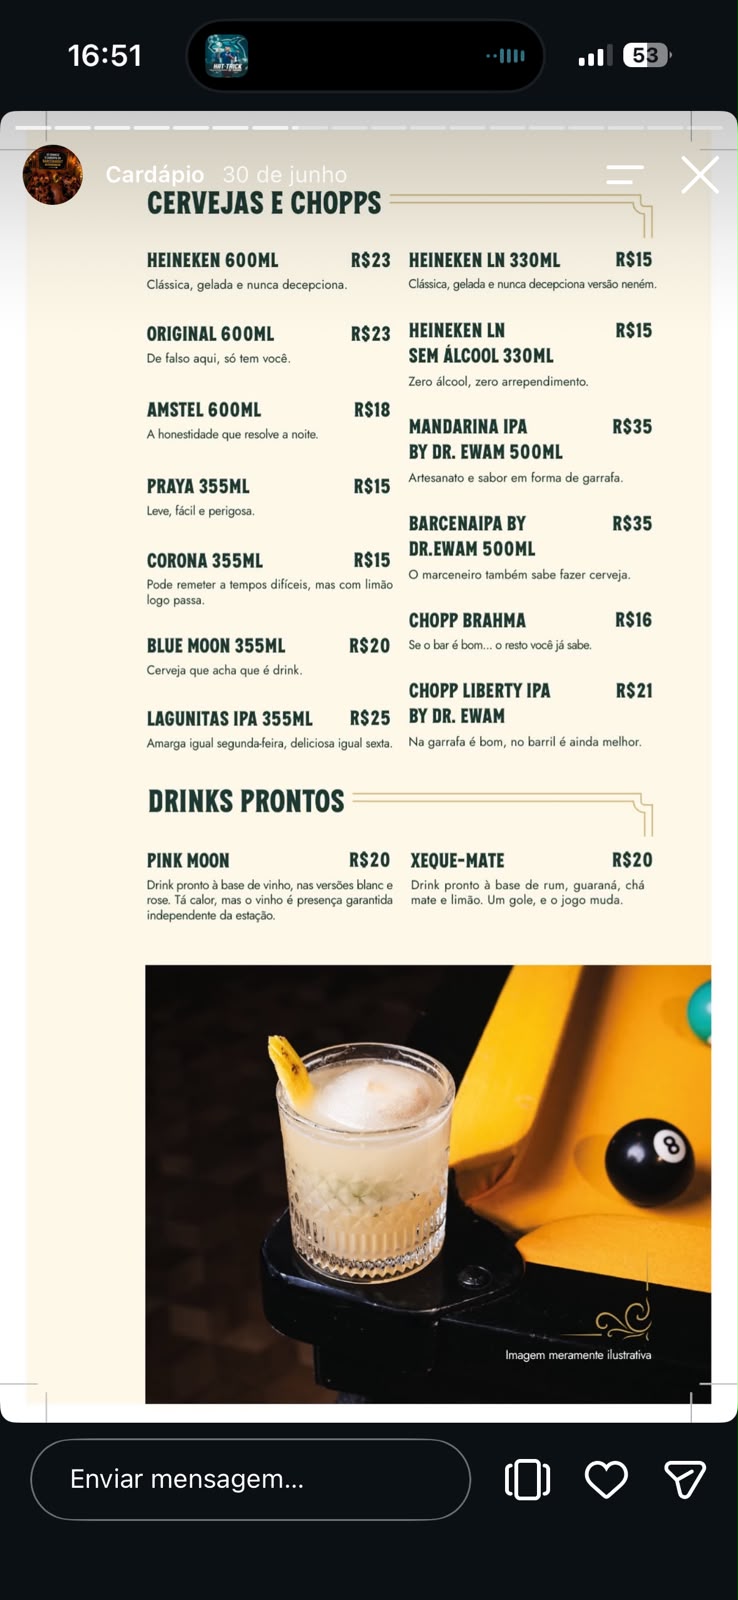 16:51
HAT-TRICK
53
Cardápio 30 de junho
CERVEJAS E CHOPPS
HEINEKEN 600ML R$23
Clássica, gelada e nunca decepciona.
ORIGINAL 600ML R$23
De falso aqui, só tem você.
AMSTEL 600ML R$18
A honestidade que resolve a noite.
PRAYA 355ML R$15
Leve, fácil e perigosa.
CORONA 355ML R$15
Pode remeter a tempos difíceis, mas com limão
logo passa.
BLUE MOON 355ML R$20
Cerveja que acha que é drink.
LAGUNITAS IPA 355ML R$25
Amarga igual segunda-feira, deliciosa igual sexta.
HEINEKEN LN 330ML R$15
Clássica, gelada e nunca decepciona versão neném.
HEINEKEN LN R$15
SEM ÁLCOOL 330ML
Zero álcool, zero arrependimento.
MANDARINA IPA R$35
BY DR. EWAM 500ML
Artesanato e sabor em forma de garrafa.
BARCENAIPA BY R$35
DR.EWAM 500ML
O marceneiro também sabe fazer cerveja.
CHOPP BRAHMA R$16
Se o bar é bom... o resto você já sabe.
CHOPP LIBERTY IPA R$21
BY DR. EWAM
Na garrafa é bom, no barril é ainda melhor.
DRINKS PRONTOS
PINK MOON R$20
Drink pronto à base de vinho, nas versões blanc e
rose. Tá calor, mas o vinho é presença garantida
independente da estação.
XEQUE-MATE R$20
Drink pronto à base de rum, guaraná, chá
mate e limão. Um gole, e o jogo muda.
8
Imagem meramente ilustrativa
Enviar mensagem...